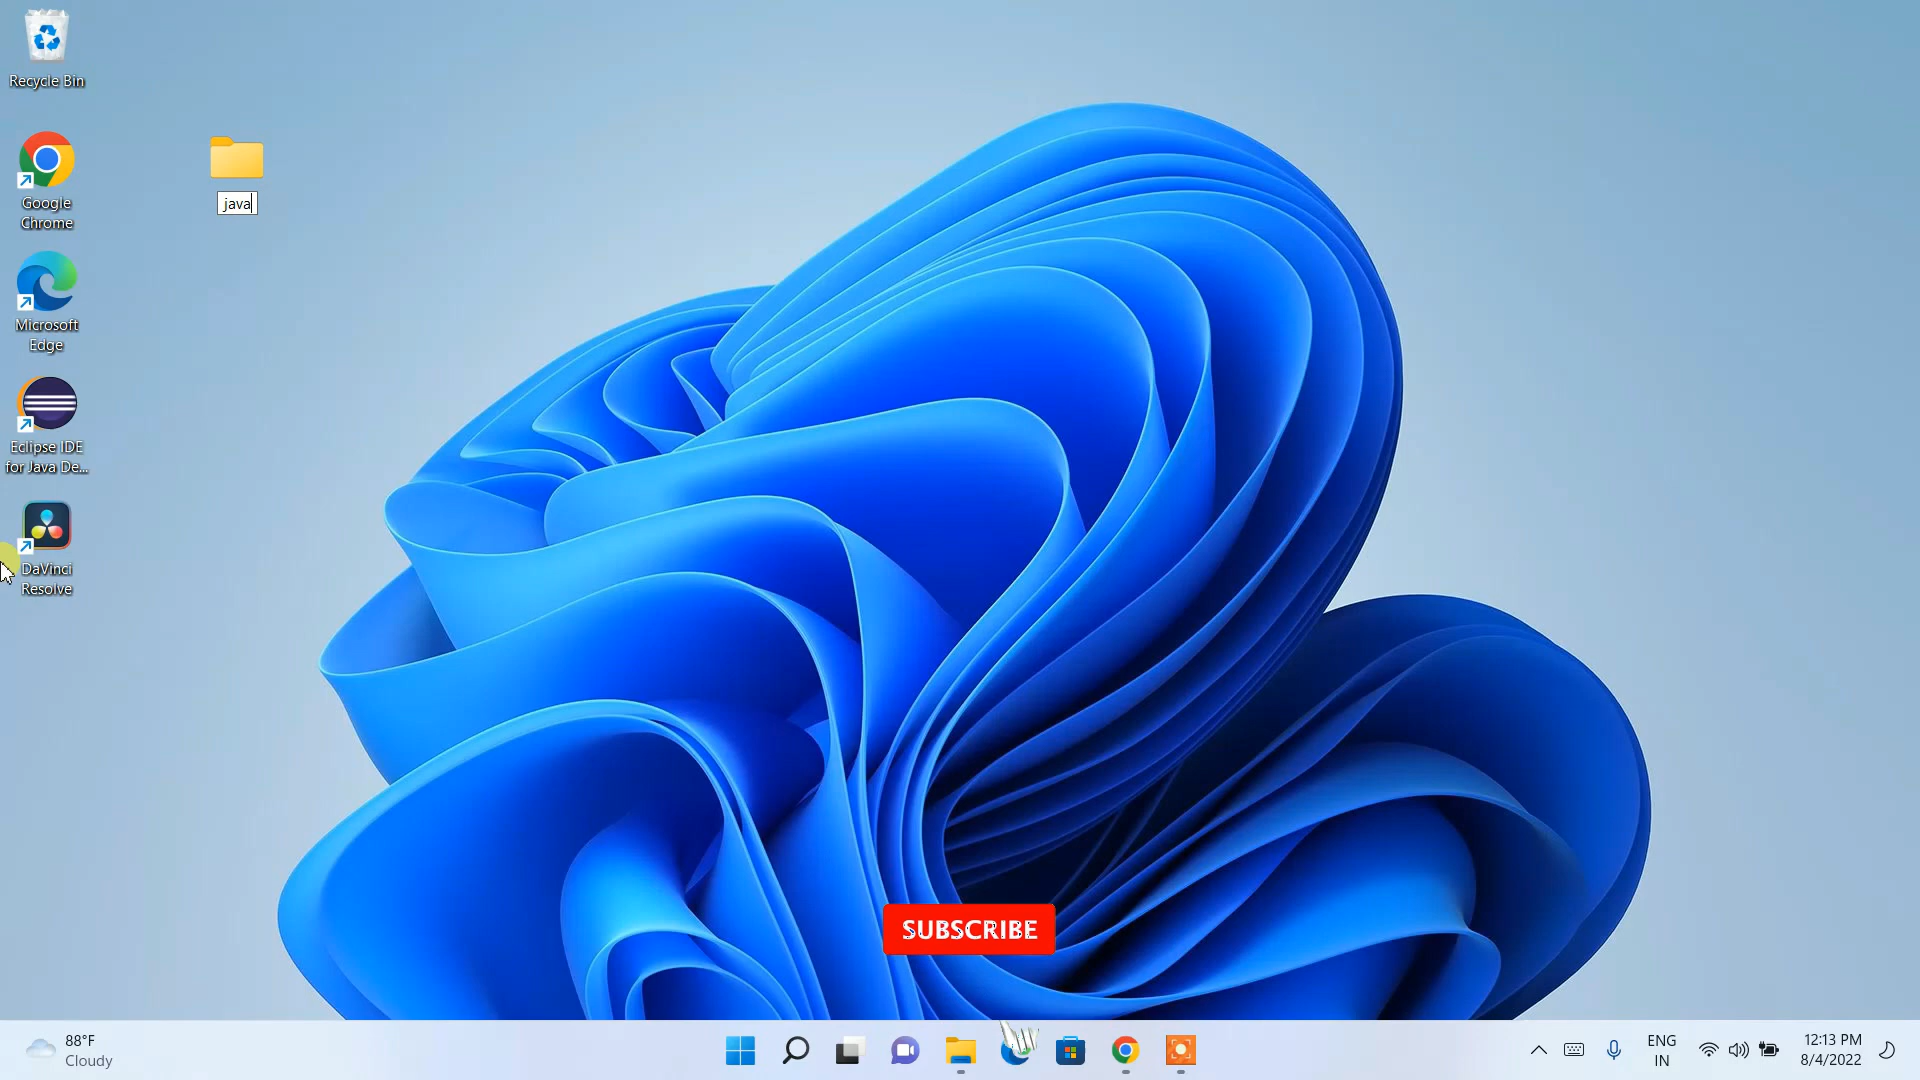 Recycle Bin
Google
Chrome
java
Microsoft
Edge
Eclipse IDE
for Java De...
DaVinci
Resolve
SUBSCRIBE
88°F
Cloudy
ENG
IN
12:13 PM
8/4/2022